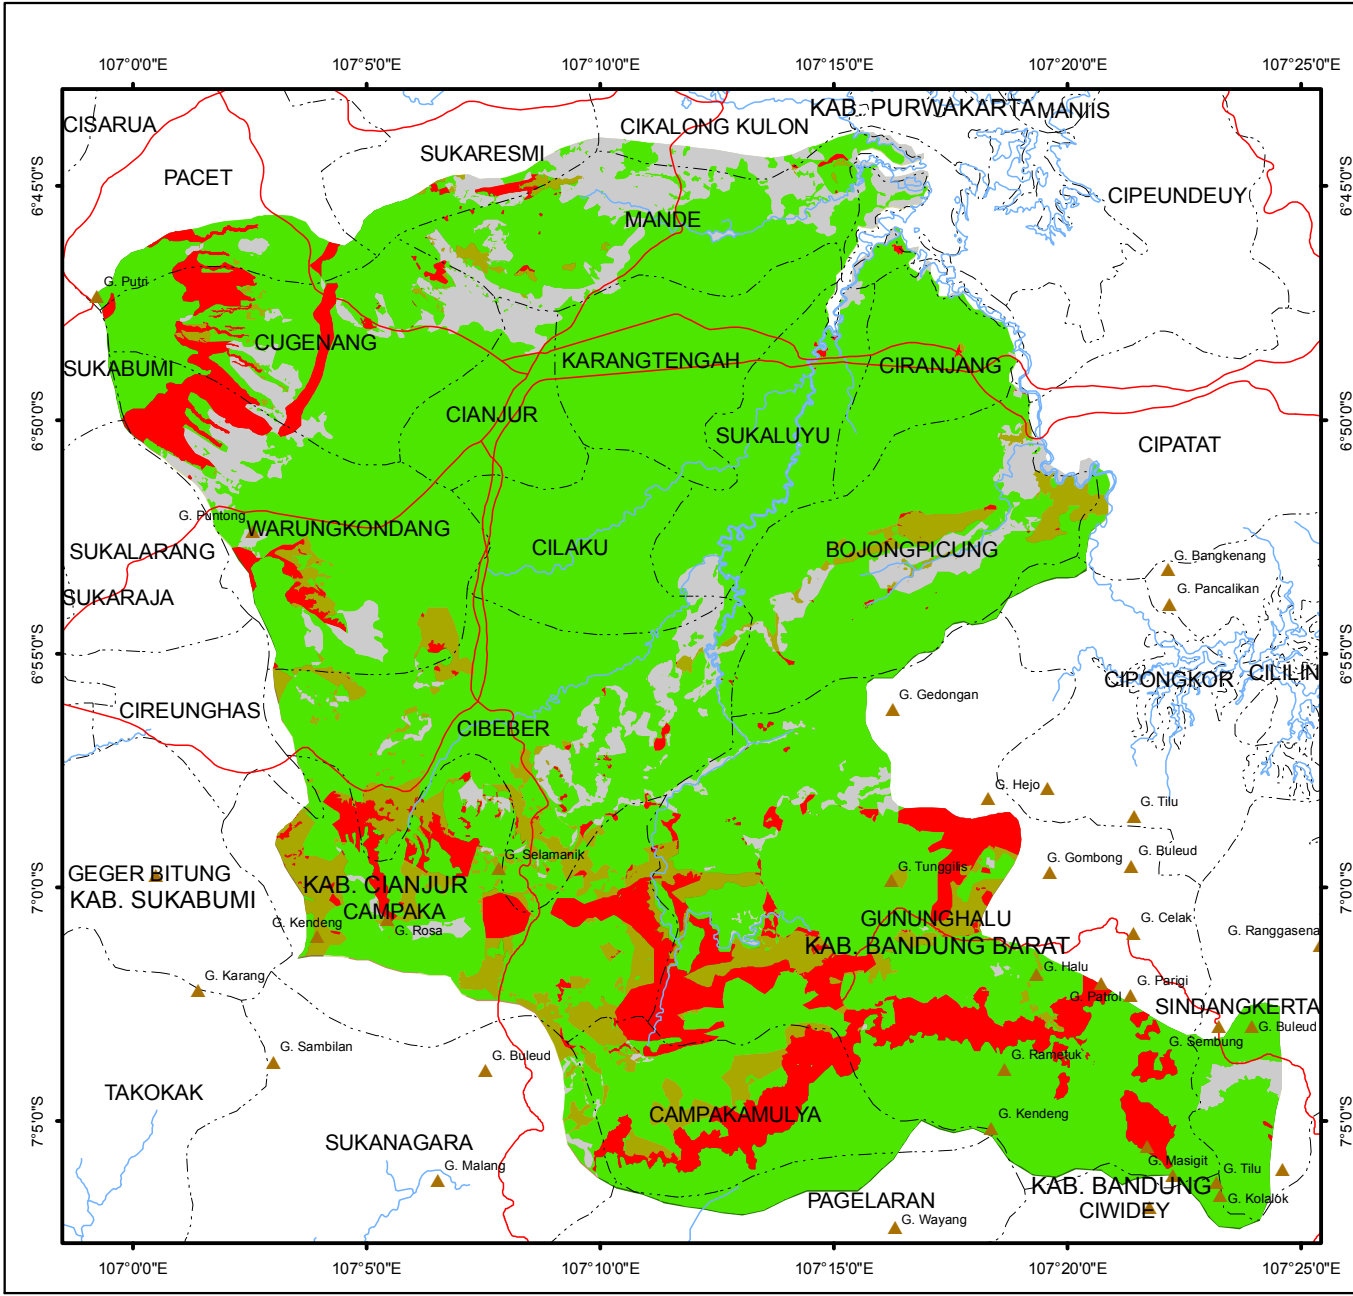 107°0'0"E 107°5'0"E 107°10'0"E 107°15'0"E 107°20'0"E 107°25'0"E
KAB. PURWAKARTA MANIIS
CISARUA
CIKALONG KULON
SUKARESMI
PACET
6°45'0"S
6°45'0"S
CIPEUNDEUY
MANDE
G. Putri
CUGENANG
KARANGTENGAH
CIRANJANG
SUKABUMI
CIANJUR
6°50'0"S
6°50'0"S
SUKALUYU
CIPATAT
G. Puntong
WARUNGKONDANG
SUKALARANG
CILAKU
BOJONGPICUNG
G. Bangkenang
G. Pancalikan
SUKARAJA
6°55'0"S
6°55'0"S
CIPONGKOR
CILILIN
G. Gedongan
CIREUNGHAS
CIBEBER
G. Hejo
G. Tilu
G. Selamanik
G. Buleud
G. Gombong
G. Tunggilis
GEGER BITUNG
7°0'0"S
7°0'0"S
KAB. CIANJUR
KAB. SUKABUMI
CAMPAKA
GUNUNGHALU
G. Kendeng
G. Rosa
G. Celak
G. Ranggasena
KAB. BANDUNG BARAT
G. Karang
G. Halu
G. Parigi
G. Patrol
SINDANGKERTA
G. Buleud
G. Sembung
G. Sambilan
G. Buleud
G. Rametuk
TAKOKAK
CAMPAKAMULYA
G. Kendeng
7°5'0"S
7°5'0"S
SUKANAGARA
G. Malang
G. Masigit
G. Tilu
KAB. BANDUNG
PAGELARAN
G. Kolalok
CIWIDEY
G. Wayang
107°0'0"E 107°5'0"E 107°10'0"E 107°15'0"E 107°20'0"E 107°25'0"E